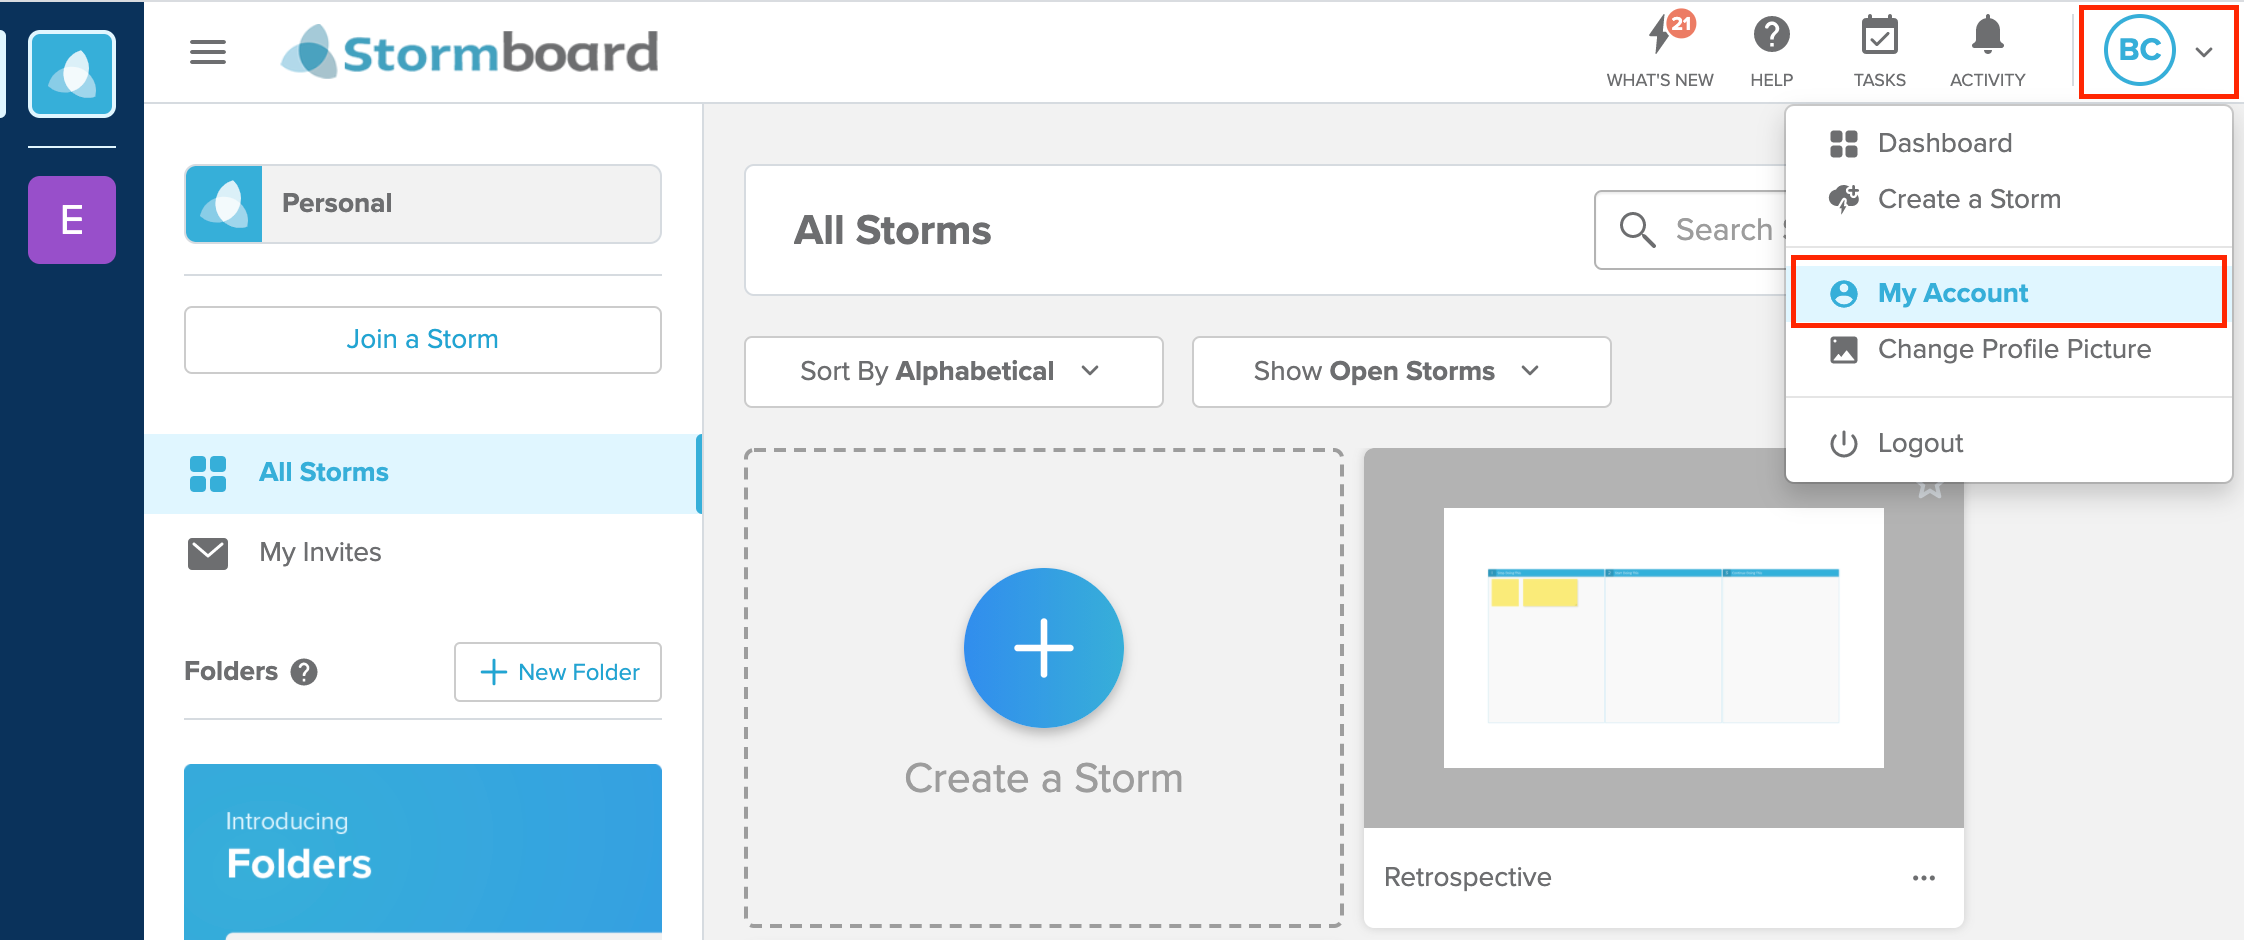 Stormboard
21
WHAT'S NEW
HELP
TASKS
ACTIVITY
BC
E
Personal
Join a Storm
All Storms
My Invites
Folders ?
New Folder
Introducing
Folders
All Storms
Search
Sort By Alphabetical
Show Open Storms
Create a Storm
Retrospective
Dashboard
Create a Storm
My Account
Change Profile Picture
Logout